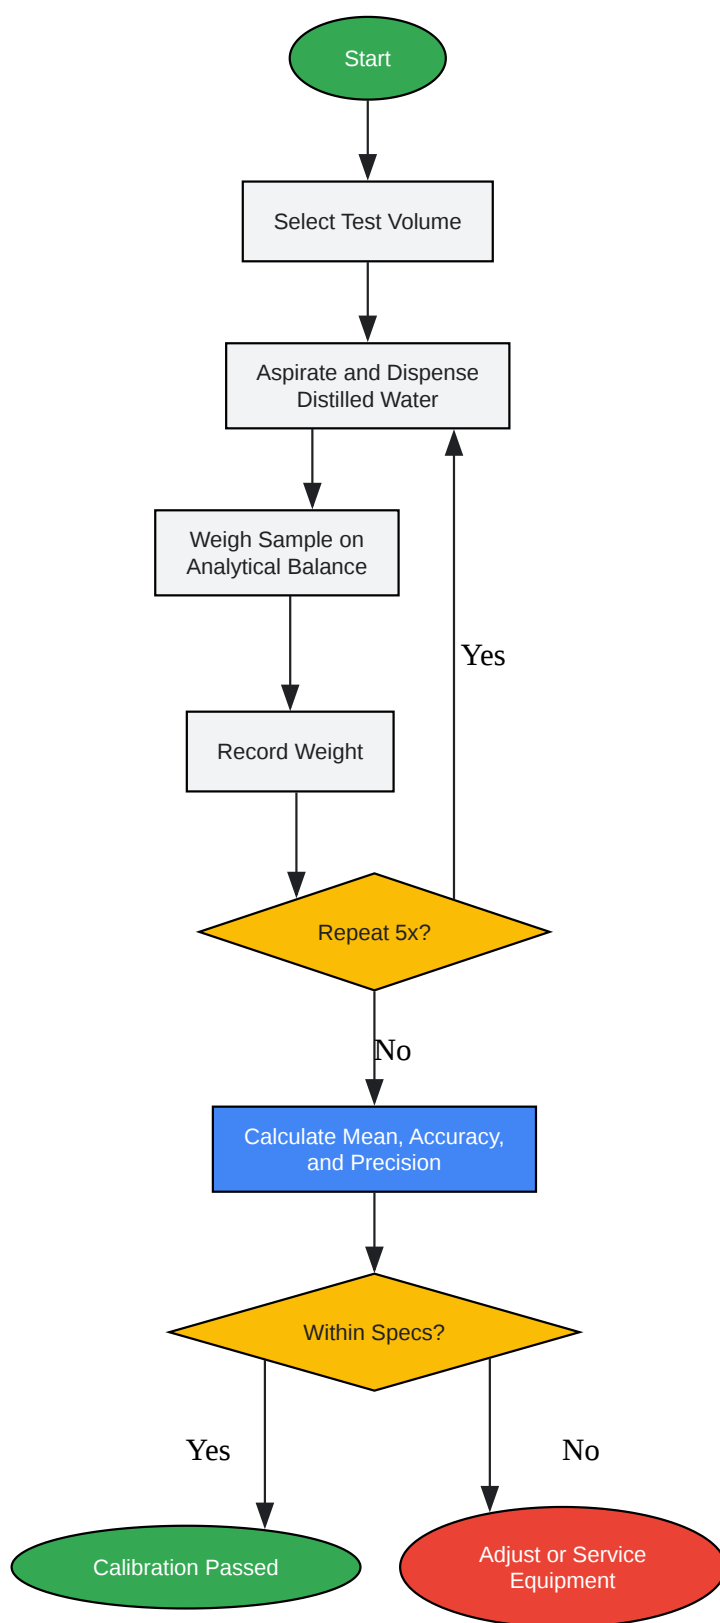 Start
Select Test Volume
Aspirate and Dispense
Distilled Water
Weigh Sample on
Analytical Balance
Yes
Record Weight
Repeat 5x?
No
Calculate Mean, Accuracy,
and Precision
Within Specs?
Yes
No
Calibration Passed
Adjust or Service
Equipment